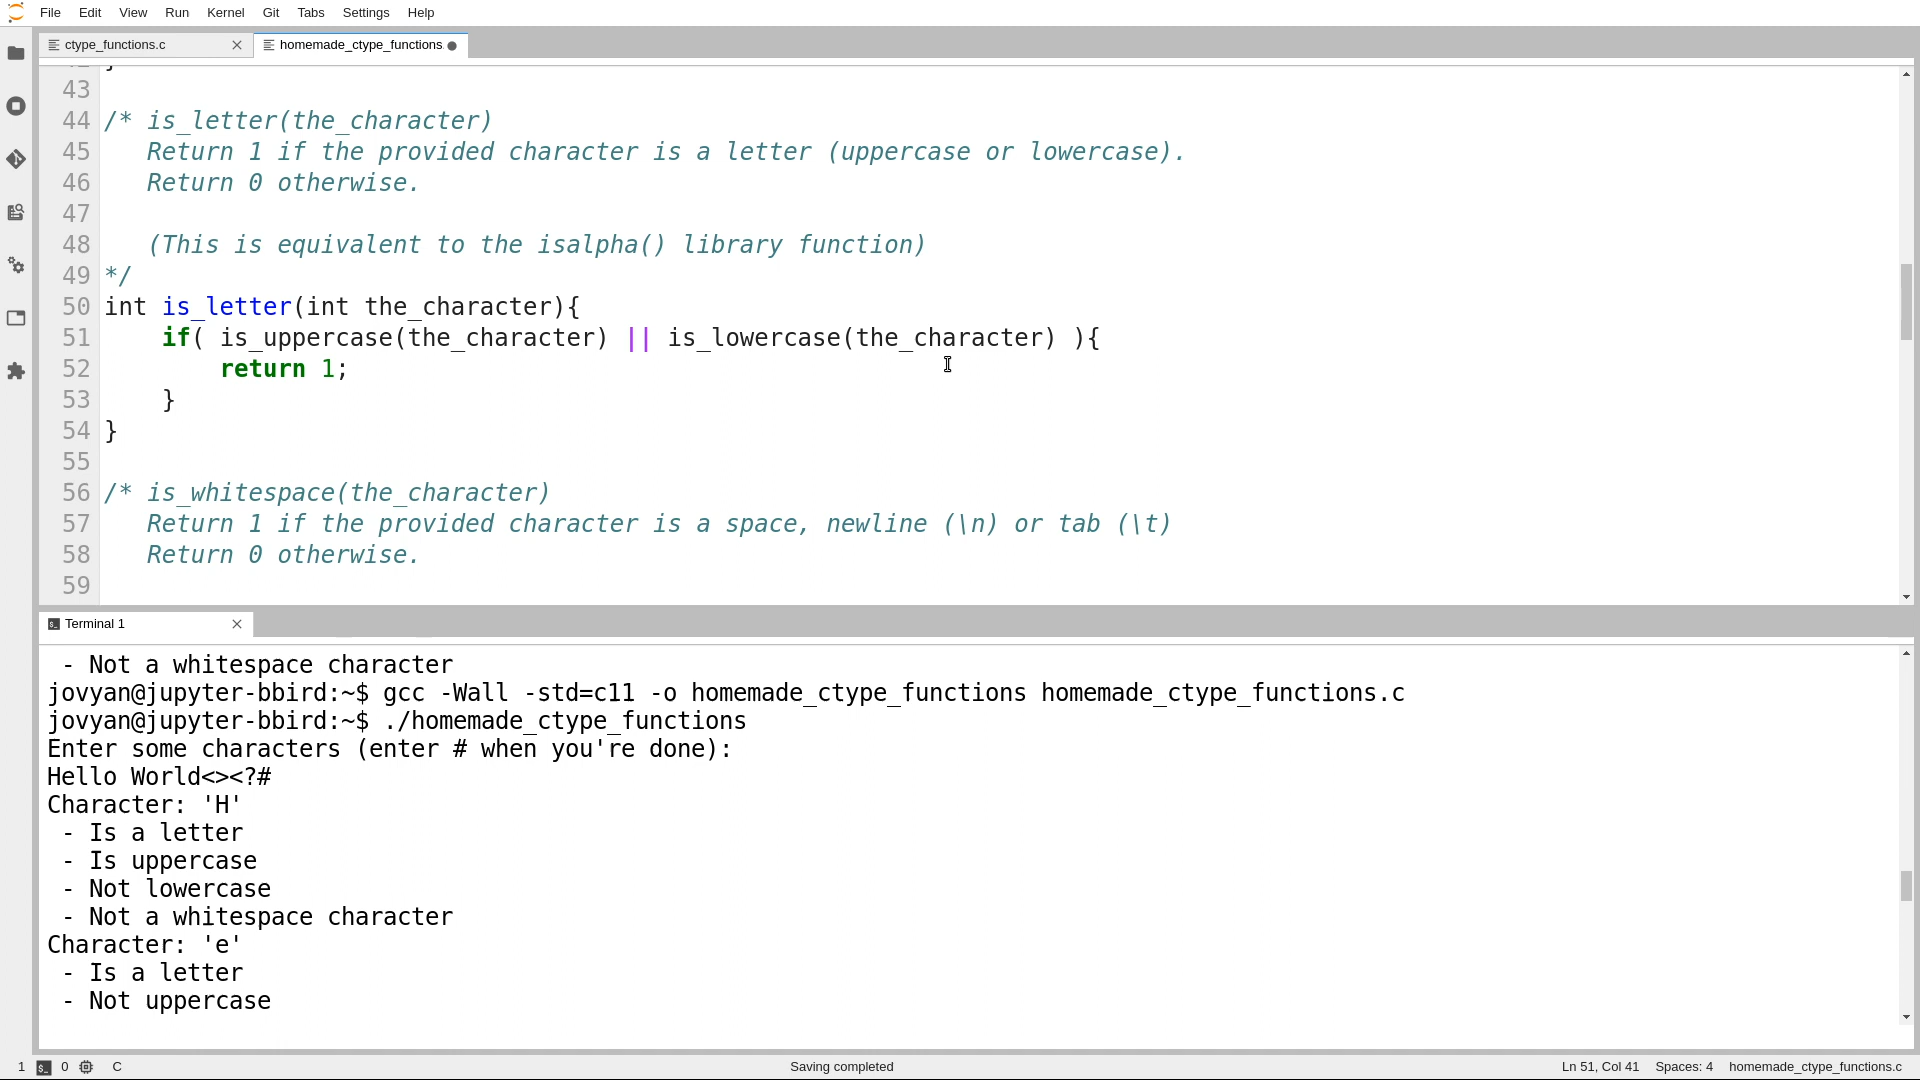 File Edit View Run Kernel Git Tabs Settings Help
ctype_functions.c
homemade_ctype_functions.
43
44 /* is_letter(the_character)
45 Return 1 if the provided character is a letter (uppercase or lowercase).
46 Return 0 otherwise.
47
48 (This is equivalent to the isalpha() library function)
49 */
50 int is_letter(int the_character){
51 if( is_uppercase(the_character) || is_lowercase(the_character) ){
52 return 1;
53 }
54 }
55
56 /* is_whitespace(the_character)
57 Return 1 if the provided character is a space, newline (\n) or tab (\t)
58 Return 0 otherwise.
59
Terminal 1
- Not a whitespace character
jovyan@jupyter-bbird:~$ gcc -Wall -std=c11 -o homemade_ctype_functions homemade_ctype_functions.c
jovyan@jupyter-bbird:~$ ./homemade_ctype_functions
Enter some characters (enter # when you're done):
Hello World<><?#
Character: 'H'
- Is a letter
- Is uppercase
- Not lowercase
- Not a whitespace character
Character: 'e'
- Is a letter
- Not uppercase
1 $_ 0 C Saving completed Ln 51, Col 41 Spaces: 4 homemade_ctype_functions.c